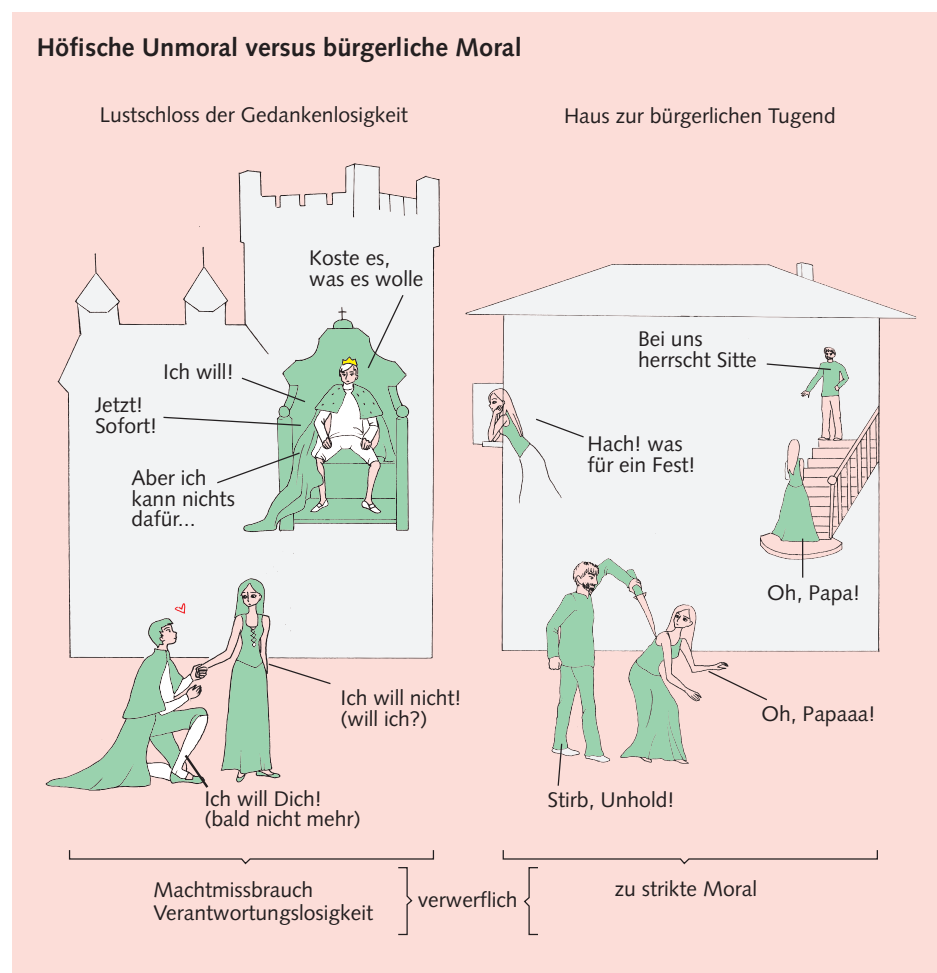 Höfische Unmoral versus bürgerliche Moral
Lustschloss der Gedankenlosigkeit
Koste es,
was es wolle
Ich will!
Jetzt!
Sofort!
Aber ich
kann nichts
dafür...
Ich will nicht!
(will ich?)
Ich will Dich!
(bald nicht mehr)
Haus zur bürgerlichen Tugend
Bei uns
herrscht Sitte
Hach! was
für ein Fest!
Oh, Papa!
Oh, Papaaa!
Stirb, Unhold!
Machtmissbrauch
Verantwortungslosigkeit
verwerflich
zu strikte Moral